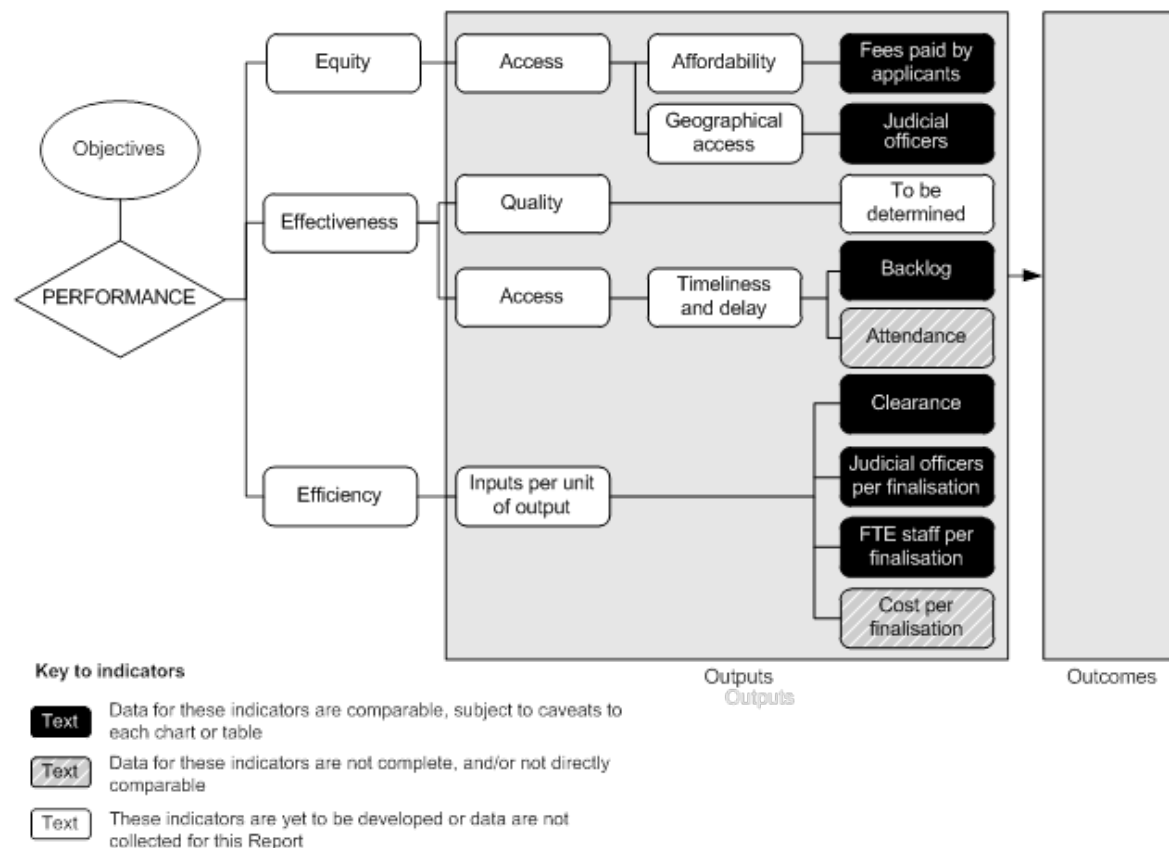 Objectives
PERFORMANCE
Equity
Access
Affordability
Fees paid by
applicants
Geographical
access
Judicial
officers
Effectiveness
Quality
To be
determined
Access
Timeliness
and delay
Backlog
Attendance
Efficiency
Inputs per unit
of output
Clearance
Judicial officers
per finalisation
FTE staff per
finalisation
Cost per
finalisation
Outputs
Outputs
Outcomes
Key to indicators
Text
Data for these indicators are comparable, subject to caveats to
each chart or table
Text
Data for these indicators are not complete, and/or not directly
comparable
Text
These indicators are yet to be developed or data are not
collected for this Report